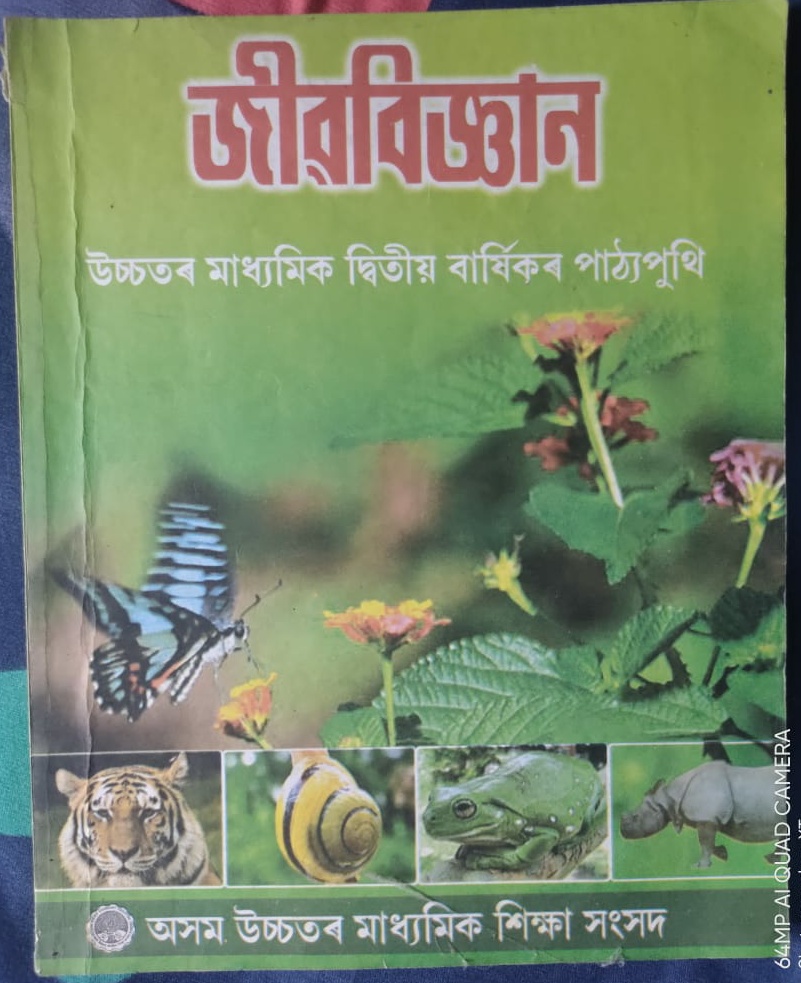 জীৱবিজ্ঞান
উচ্চতৰ মাধ্যমিক দ্বিতীয় বাৰ্ষিকৰ পাঠ্যপুথি
অসম উচ্চতৰ মাধ্যমিক শিক্ষা সংসদ
64MP AI QUAD CAMERA